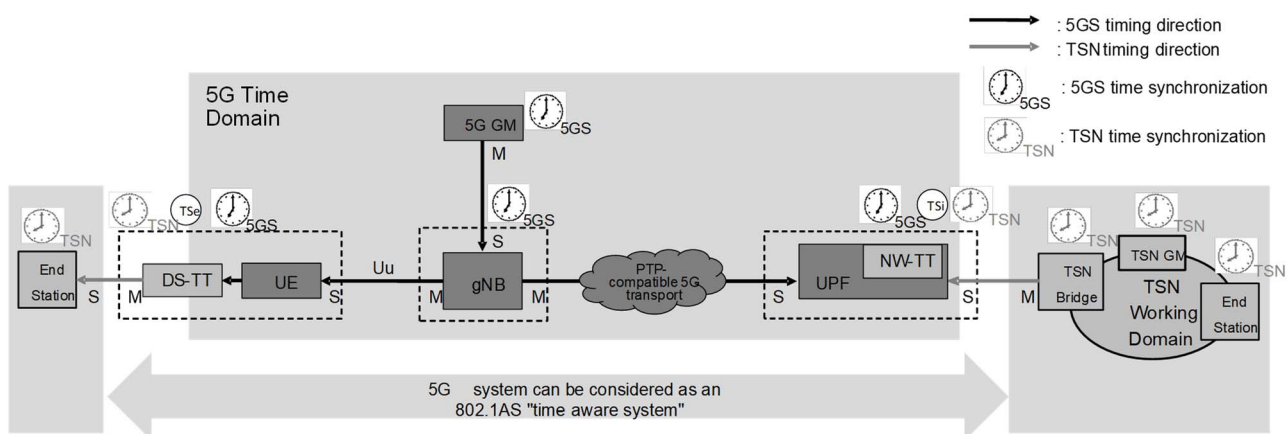 : 5GS timing direction
: TSN timing direction
5GS
: 5GS time synchronization
TSN
: TSN time synchronization
5G Time
Domain
5G GM
5GS
M
5GS
S
TSN
TSe
5GS
5GS
TSi
TSN
TSN
TSN
TSN
TSN
End
Station
S
M
DS-TT
UE
S
Uu
M
gNB
M
PTP-
compatible 5G
transport
S
UPF
NW-TT
S
M
TSN
Bridge
TSN GM
TSN
Working
Domain
End
Station
5G system can be considered as an
802.1AS "time aware system"